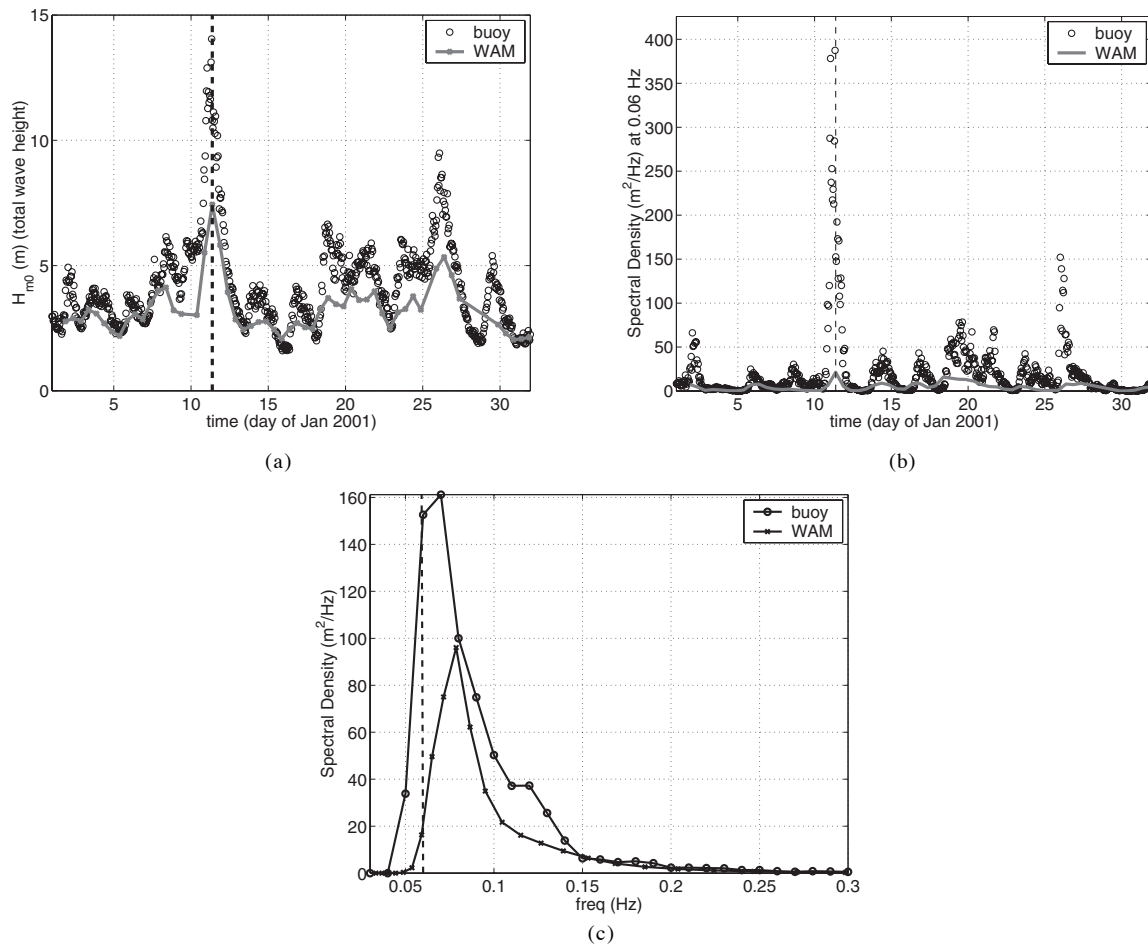 15
10
5
0
H_m0 (m) (total wave height)
buoy
WAM
5 10 15 20 25 30
time (day of Jan 2001)
(a)
400
350
300
250
200
150
100
50
0
Spectral Density (m²/Hz) at 0.06 Hz
buoy
WAM
5 10 15 20 25 30
time (day of Jan 2001)
(b)
160
140
120
100
80
60
40
20
0
Spectral Density (m²/Hz)
buoy
WAM
0.05 0.1 0.15 0.2 0.25 0.3
freq (Hz)
(c)